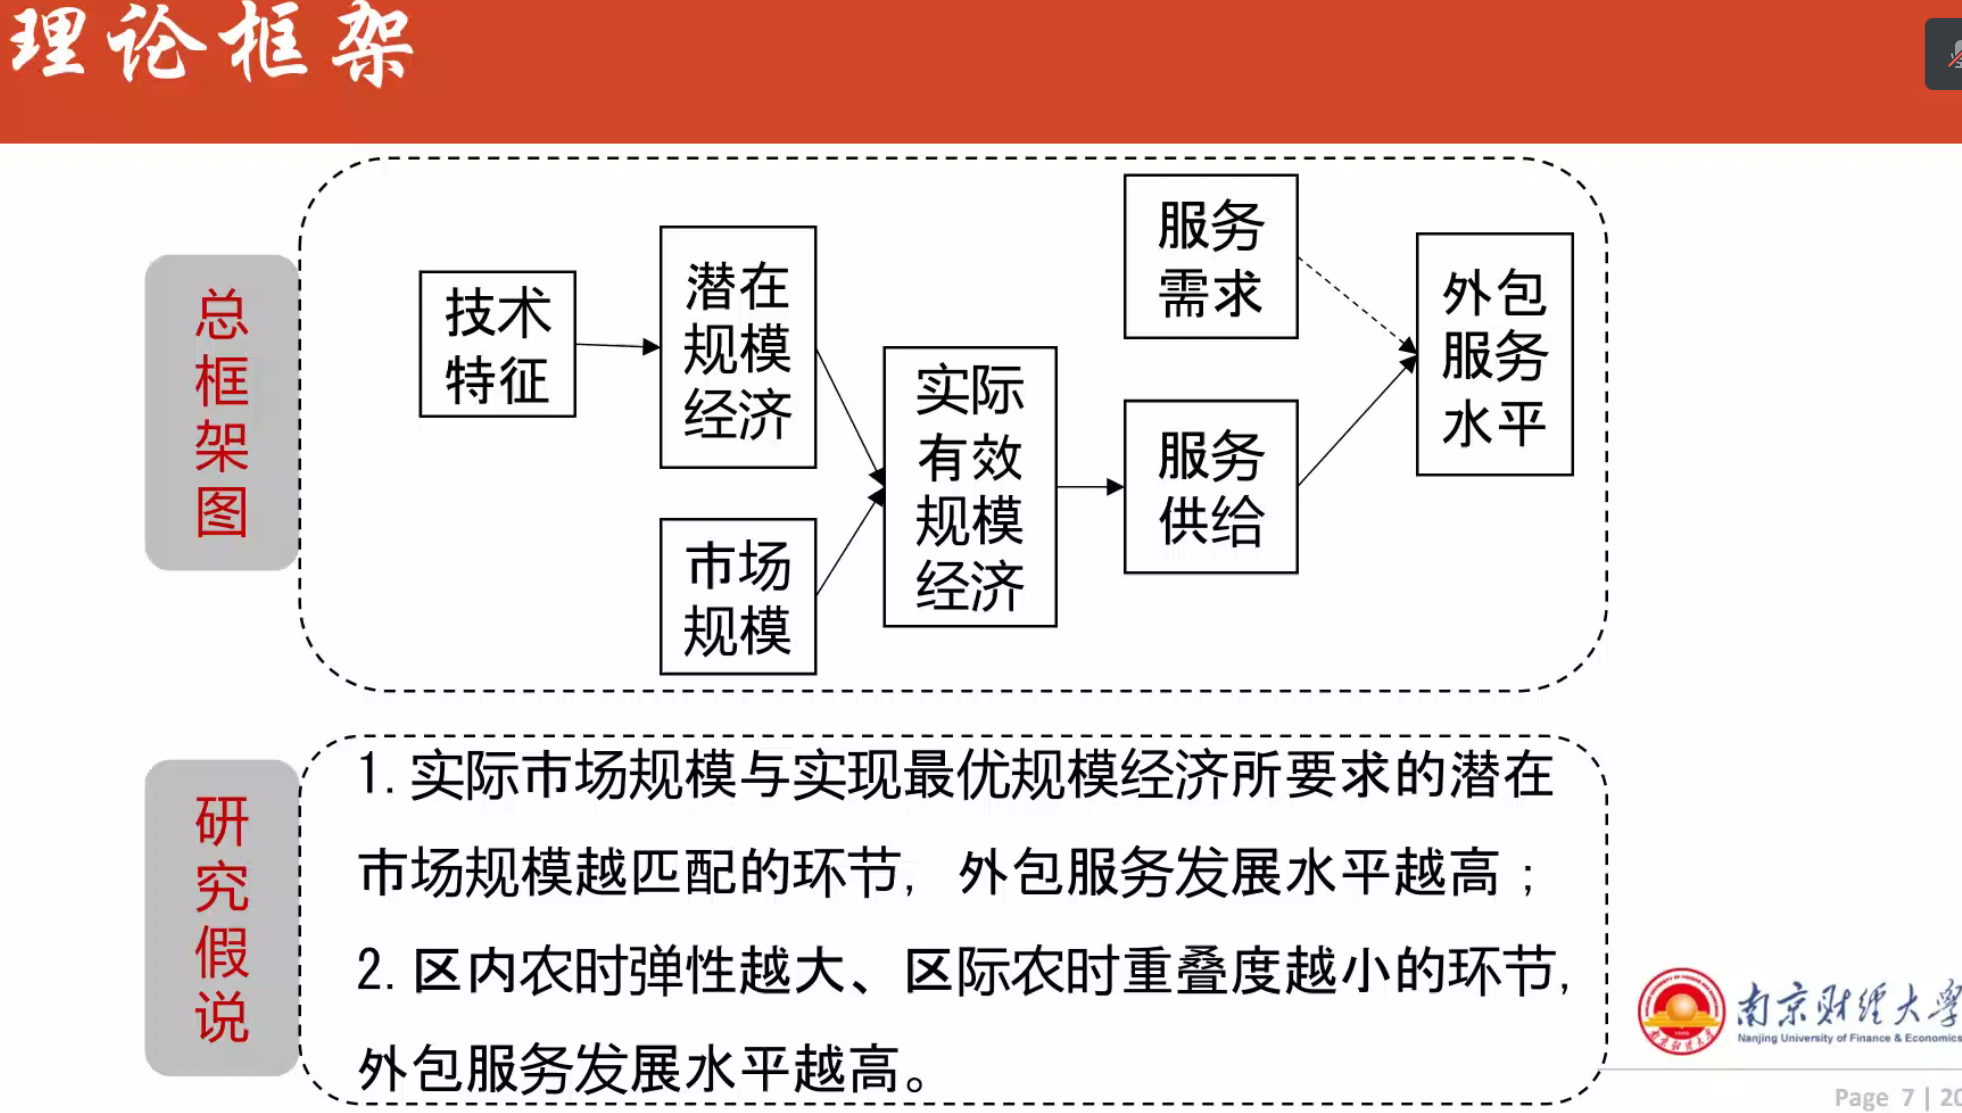 理论框架
总框架图
技术
特征
潜在
规模
经济
市场
规模
实际
有效
规模
经济
服务
需求
服务
供给
外包
服务
水平
研究假说
1.实际市场规模与实现最优规模经济所要求的潜在
市场规模越匹配的环节，外包服务发展水平越高；
2.区内农时弹性越大、区际农时重叠度越小的环节，
外包服务发展水平越高。
南京财经大学
Nanjing University of Finance & Economics
Page 7 | 20